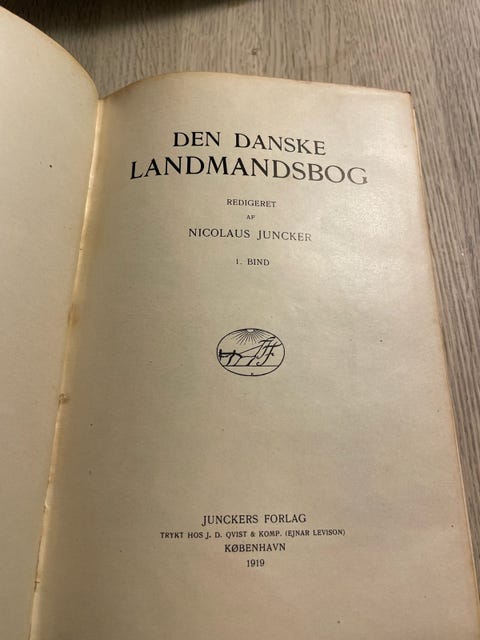 DEN DANSKE
LANDMANDSBOG
REDIGERET
AF
NICOLAUS JUNCKER
1. BIND
JUNCKERS FORLAG
TRYKT HOS J. D. QVIST & KOMP. (EJNAR LEVISON)
KØBENHAVN
1919